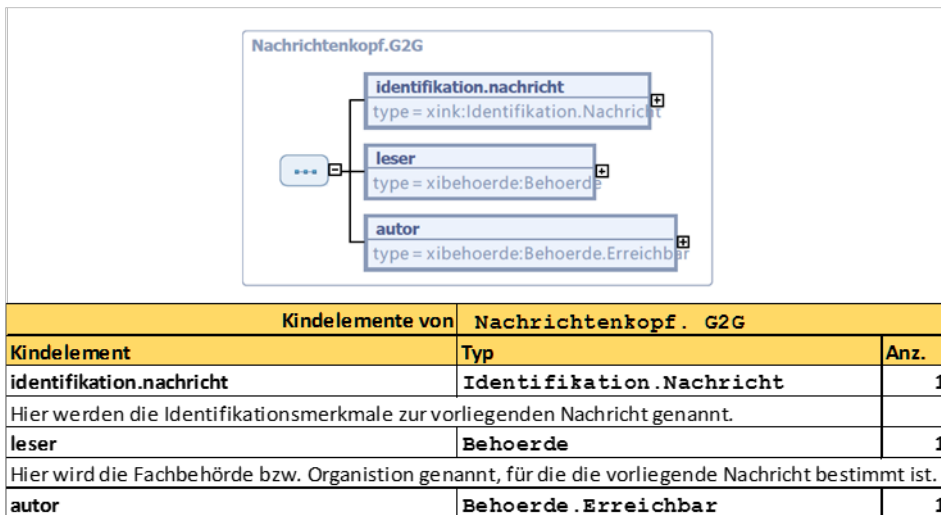 Nachrichtenkopf.G2G
identifikation.nachricht
type = xink:Identifikation.Nachricht
leser
type = xibehoerde:Behoerde
autor
type = xibehoerde:Behoerde.Erreichbar
Kindelemente von Nachrichtenkopf. G2G
Kindelement Typ Anz.
identifikation.nachricht Identifikation.Nachricht 1
Hier werden die Identifikationsmerkmale zur vorliegenden Nachricht genannt.
leser Behoerde 1
Hier wird die Fachbehörde bzw. Organistion genannt, für die die vorliegende Nachricht bestimmt ist.
autor Behoerde.Erreichbar 1